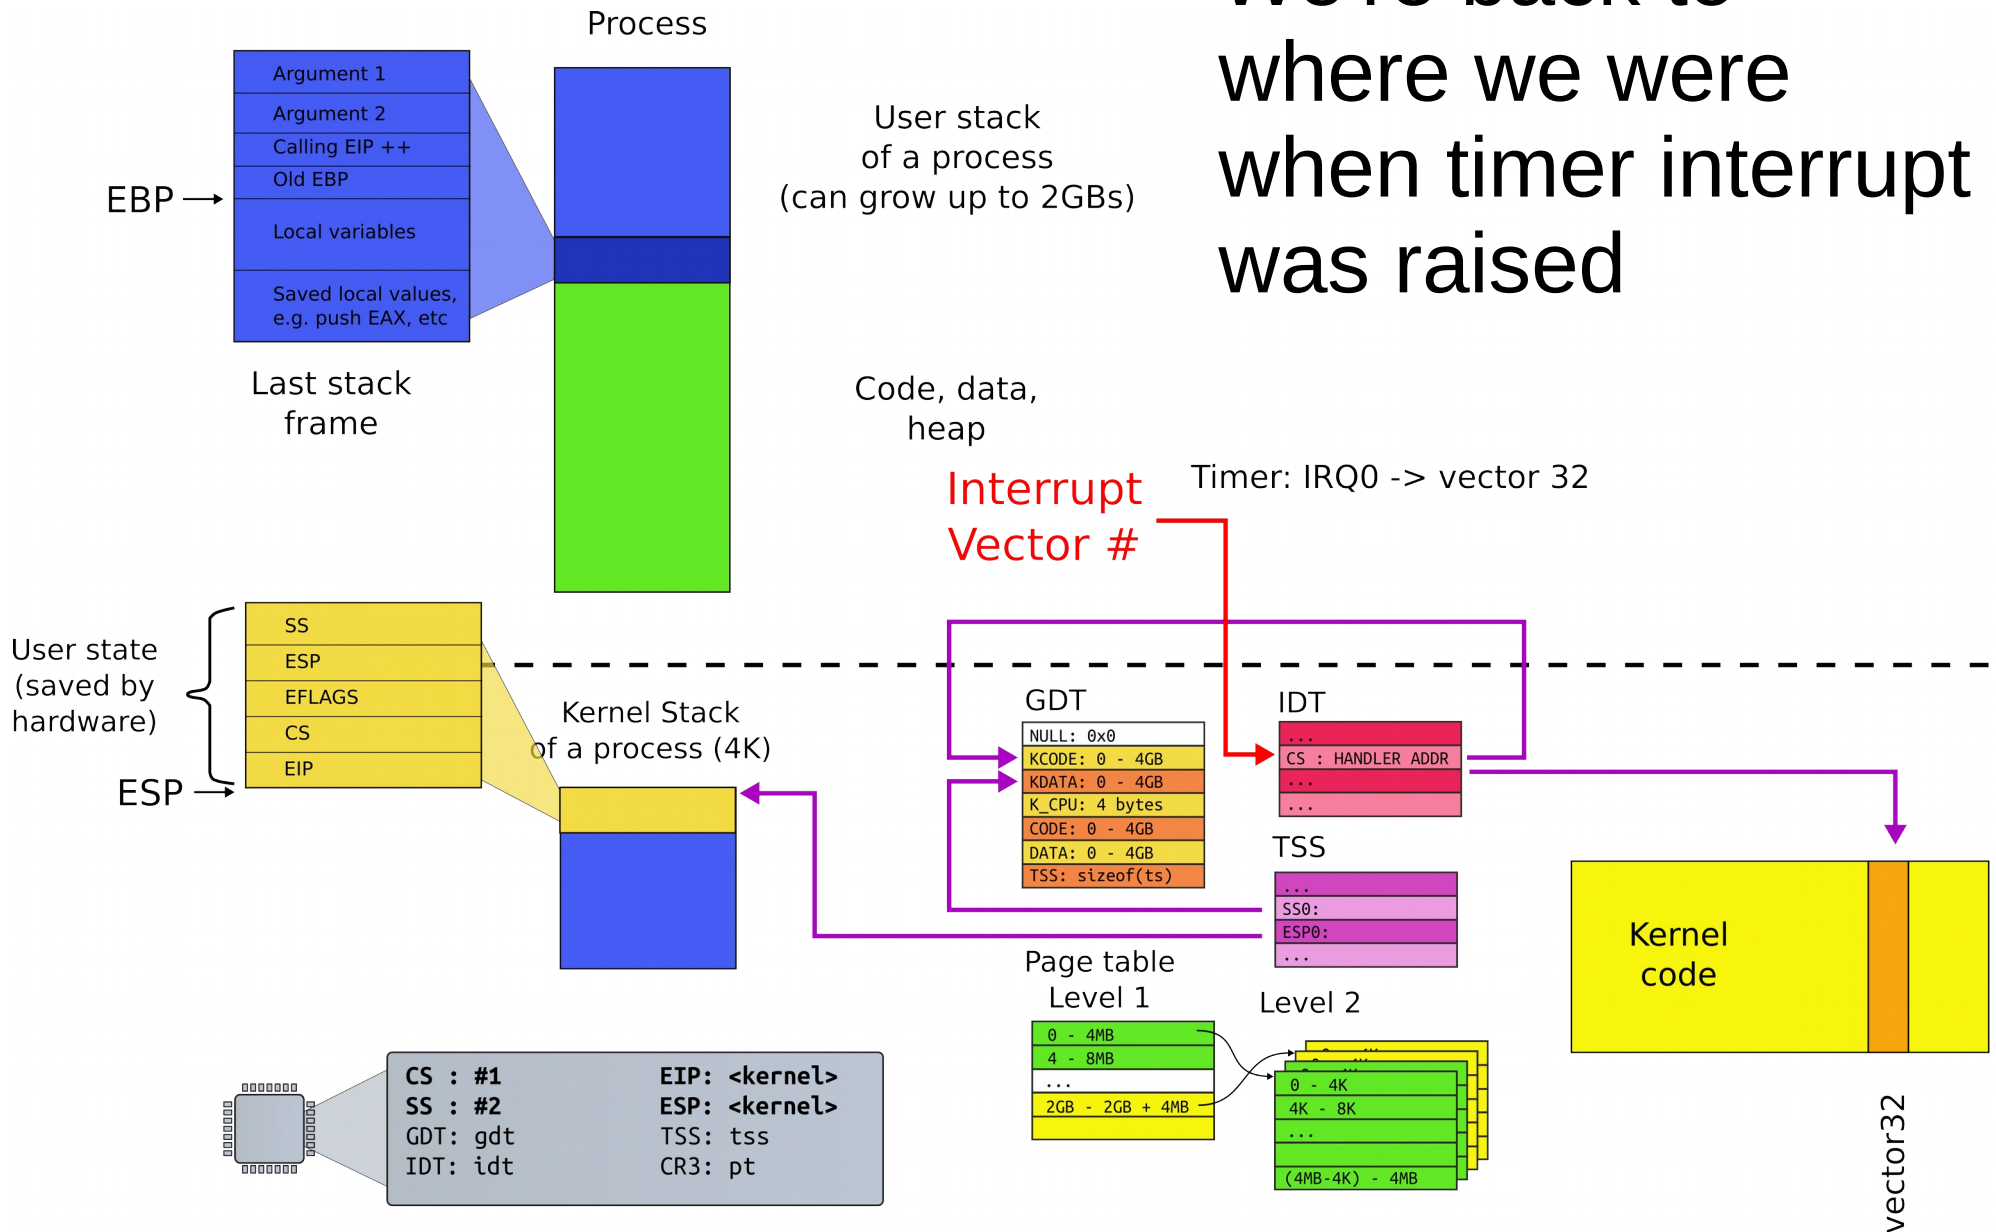 We're back to
where we were
when timer interrupt
was raised
Process
Argument 1
Argument 2
Calling EIP ++
Old EBP
Local variables
Saved local values,
e.g. push EAX, etc
EBP
Last stack
frame
User stack
of a process
(can grow up to 2GBs)
Code, data,
heap
Interrupt
Vector #
Timer: IRQ0 -> vector 32
User state
(saved by
hardware)
SS
ESP
EFLAGS
CS
EIP
ESP
Kernel Stack
of a process (4K)
GDT
NULL: 0x0
KCODE: 0 - 4GB
KDATA: 0 - 4GB
K_CPU: 4 bytes
CODE: 0 - 4GB
DATA: 0 - 4GB
TSS: sizeof(ts)
IDT
...
CS : HANDLER ADDR
...
...
TSS
...
SS0:
ESP0:
...
Kernel
code
vector32
Page table
Level 1
0 - 4MB
4 - 8MB
...
2GB - 2GB + 4MB
Level 2
0 - 4K
4K - 8K
...
(4MB-4K) - 4MB
CS : #1
SS : #2
GDT: gdt
IDT: idt
EIP: <kernel>
ESP: <kernel>
TSS: tss
CR3: pt